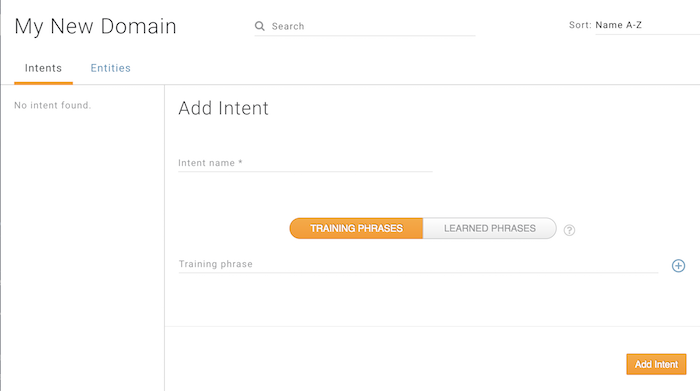 My New Domain
Search
Sort: Name A-Z
Intents Entities
No intent found.
Add Intent
Intent name *
TRAINING PHRASES LEARNED PHRASES ?
Training phrase
Add Intent